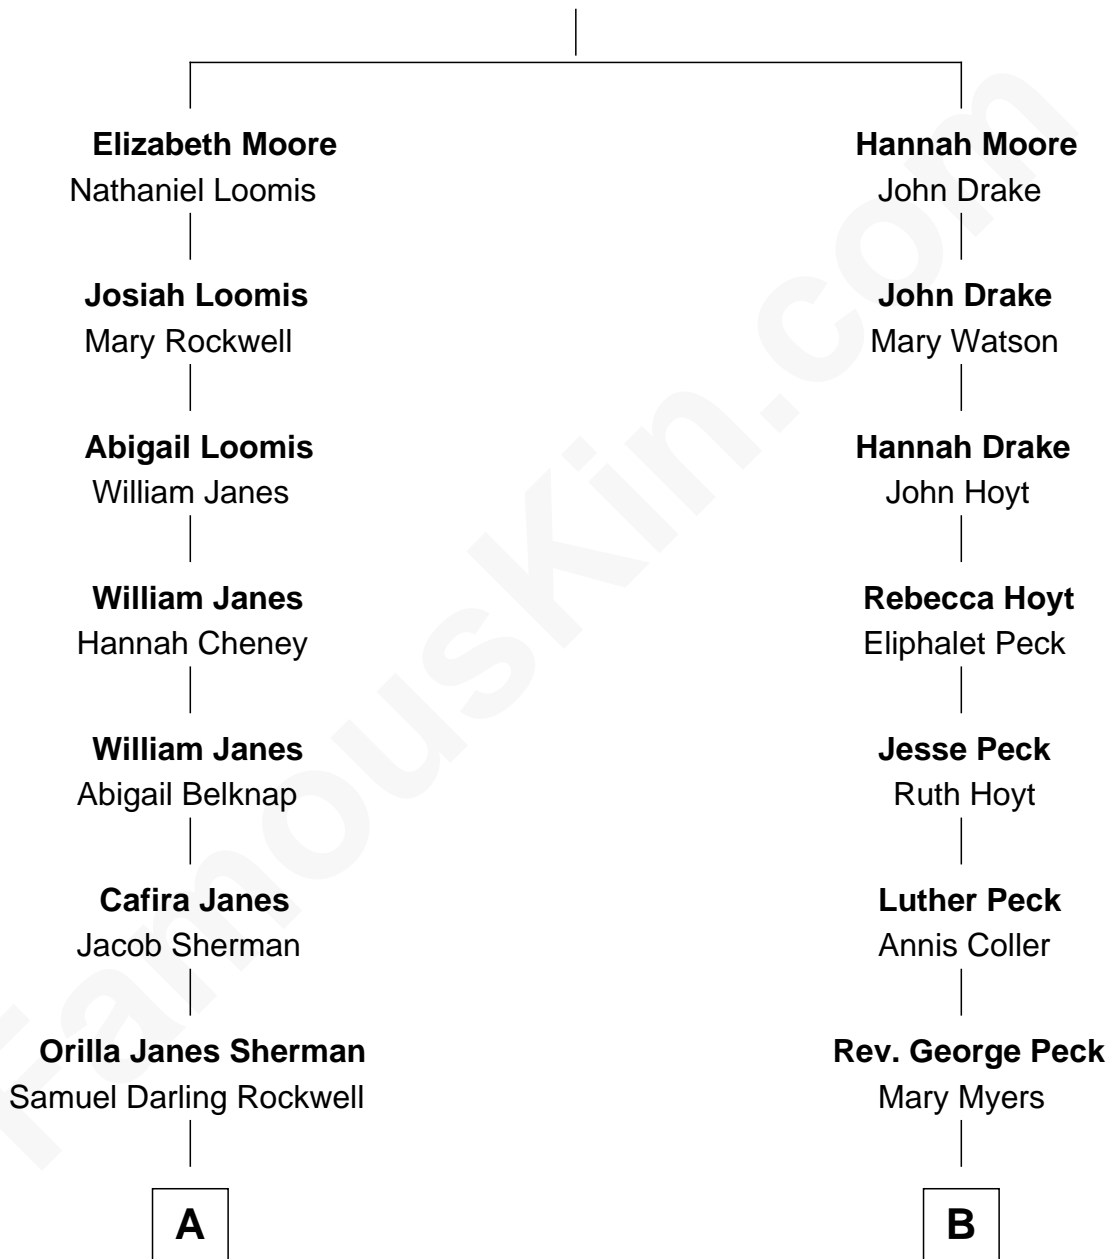 Elizabeth Moore
Nathaniel Loomis
Hannah Moore
John Drake
Josiah Loomis
Mary Rockwell
John Drake
Mary Watson
Abigail Loomis
William Janes
Hannah Drake
John Hoyt
William Janes
Hannah Cheney
Rebecca Hoyt
Eliphalet Peck
William Janes
Abigail Belknap
Jesse Peck
Ruth Hoyt
Cafira Janes
Jacob Sherman
Luther Peck
Annis Coller
Orilla Janes Sherman
Samuel Darling Rockwell
Rev. George Peck
Mary Myers
A
B
FamousKin.com